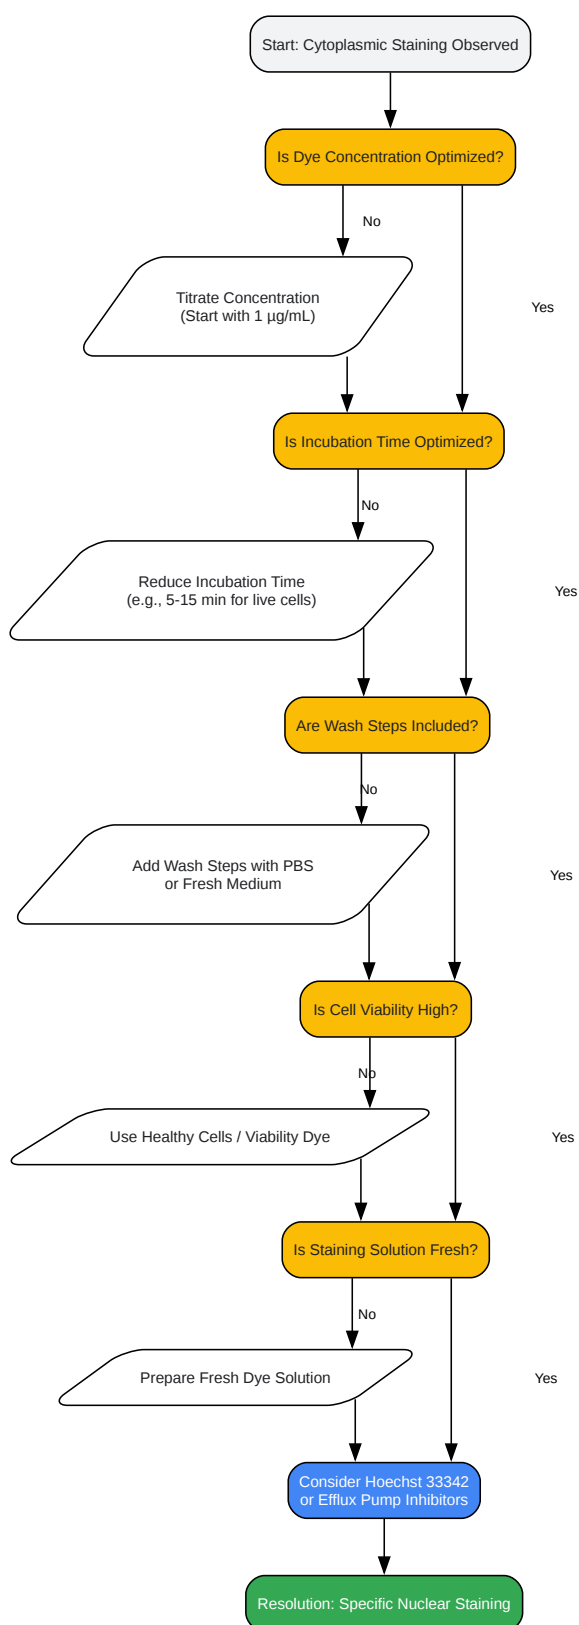 Start: Cytoplasmic Staining Observed
Is Dye Concentration Optimized?
No
Titrate Concentration
(Start with 1 µg/mL)
Yes
Is Incubation Time Optimized?
No
Reduce Incubation Time
(e.g., 5-15 min for live cells)
Yes
Are Wash Steps Included?
No
Add Wash Steps with PBS
or Fresh Medium
Yes
Is Cell Viability High?
No
Use Healthy Cells / Viability Dye
Yes
Is Staining Solution Fresh?
No
Prepare Fresh Dye Solution
Yes
Consider Hoechst 33342
or Efflux Pump Inhibitors
Resolution: Specific Nuclear Staining